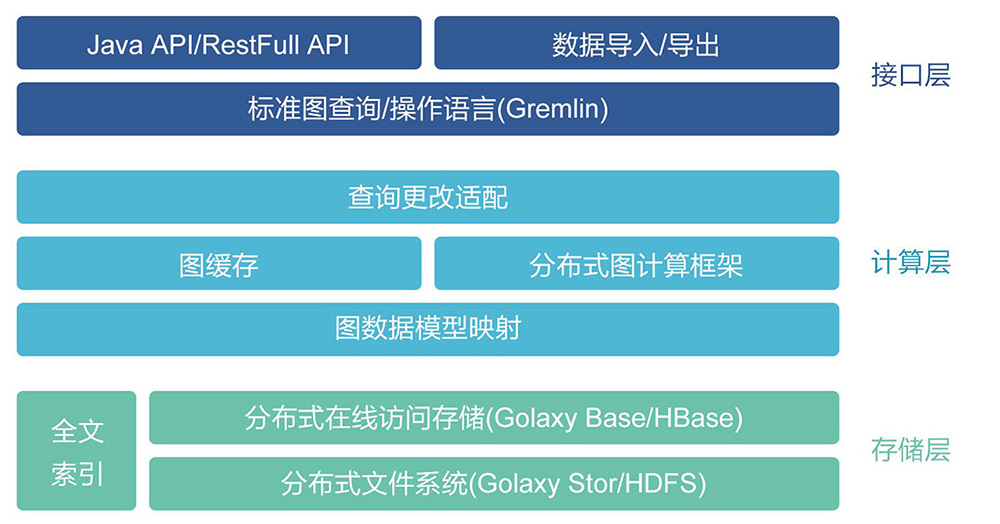 Java API/RestFull API
数据导入/导出
接口层
标准图查询/操作语言(Gremlin)
查询更改适配
图缓存
分布式图计算框架
计算层
图数据模型映射
全文
索引
分布式在线访问存储(Golaxy Base/HBase)
存储层
分布式文件系统(Golaxy Stor/HDFS)